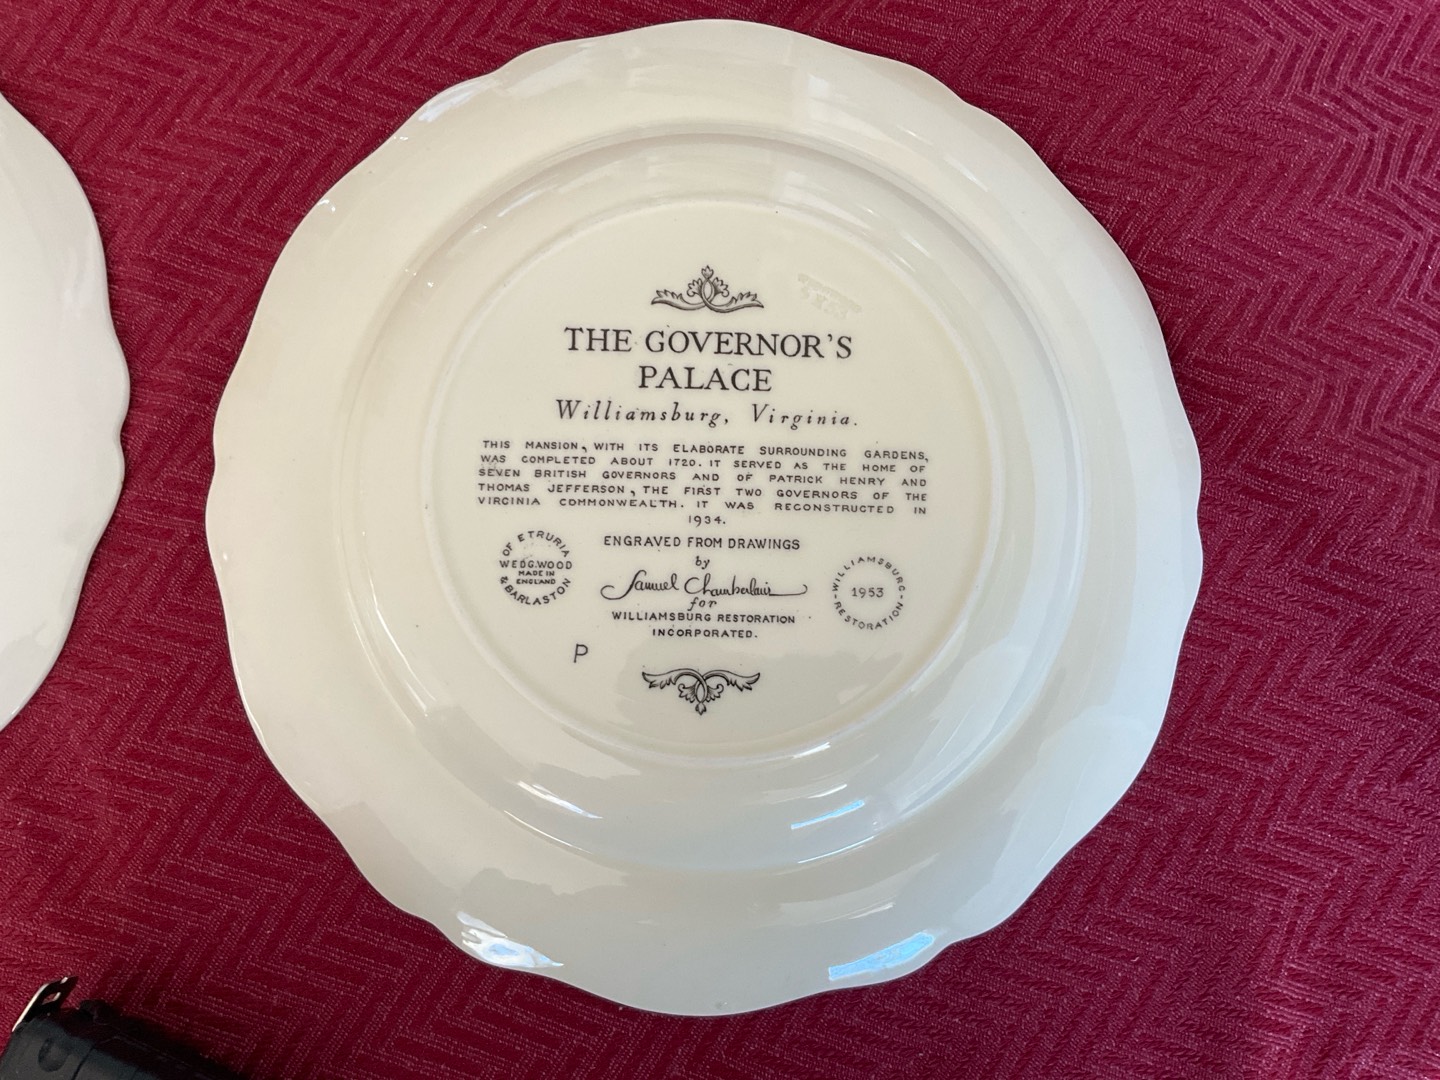 THE GOVERNOR'S
PALACE
Williamsburg, Virginia.
THIS MANSION, WITH ITS ELABORATE SURROUNDING GARDENS,
WAS COMPLETED ABOUT 1720. IT SERVED AS THE HOME OF
SEVEN BRITISH GOVERNORS AND OF PATRICK HENRY AND
THOMAS JEFFERSON, THE FIRST TWO GOVERNORS OF THE
VIRGINIA COMMONWEALTH. IT WAS RECONSTRUCTED IN
1934.
OF ETRURIA
WEDGWOOD
MADE IN
ENGLAND
& BARLASTON
ENGRAVED FROM DRAWINGS
by
Samuel Chamberlain
for
WILLIAMSBURG RESTORATION
INCORPORATED.
-WILLIAMSBURG-
1953
RESTORATION
P